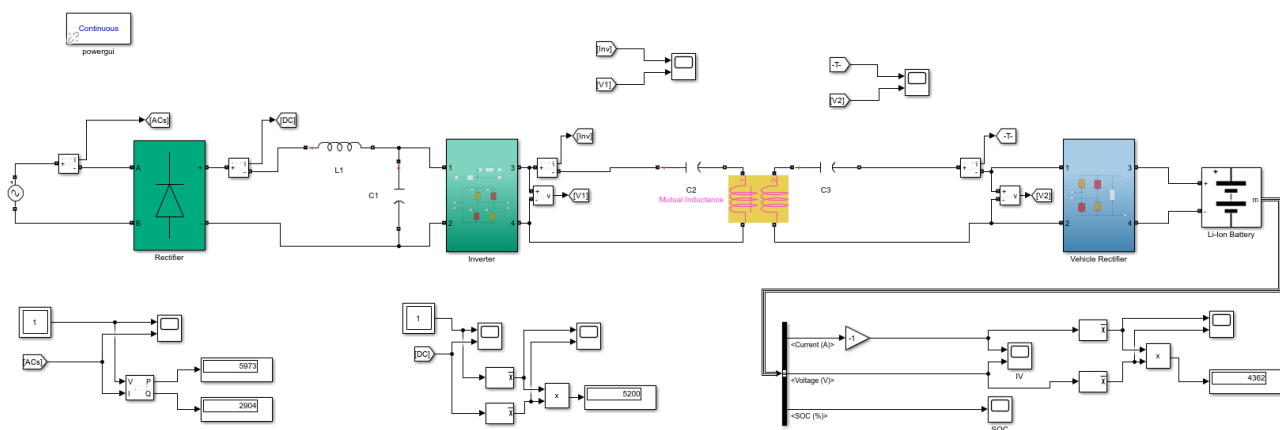 Continuous
powergui
[Inv]
[V1]
-T-
[V2]
[ACs]
[DC]
[Inv]
-T-
+
-
i
A
B
+
-
+
-
i
L1
C1
1
2
3
4
+
-
i
+
-
v
[V1]
C2
Mutual Inductance
1
2
C3
+
-
i
+
-
v
[V2]
1
2
3
4
+
-
+
m
Rectifier
Inverter
Vehicle Rectifier
Li-Ion Battery
1
[ACs]
V
I
P
Q
5973
2904
1
[DC]
x
x
x
5200
<Current (A)>
<Voltage (V)>
<SOC (%)>
-1
IV
SOC
x
x
x
4362